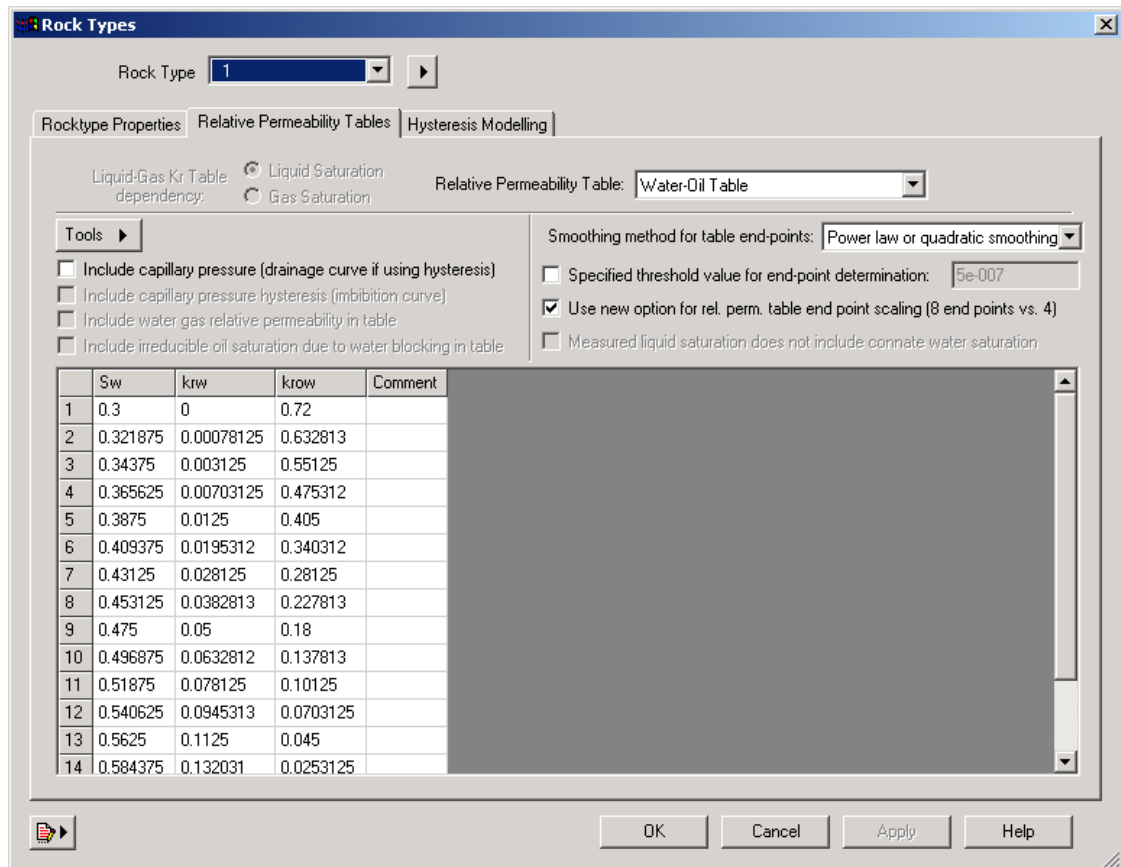 Rock Types
Rock Type 1
Rocktype Properties Relative Permeability Tables Hysteresis Modelling
Liquid-Gas Kr Table dependency:
Liquid Saturation
Gas Saturation
Relative Permeability Table: Water-Oil Table
Tools
Include capillary pressure (drainage curve if using hysteresis)
Include capillary pressure hysteresis (imbibition curve)
Include water gas relative permeability in table
Include irreducible oil saturation due to water blocking in table
Smoothing method for table end-points: Power law or quadratic smoothing
Specified threshold value for end-point determination: 5e-007
Use new option for rel. perm. table end point scaling (8 end points vs. 4)
Measured liquid saturation does not include connate water saturation
Sw krw krow Comment
1 0.3 0 0.72
2 0.321875 0.00078125 0.632813
3 0.34375 0.003125 0.55125
4 0.365625 0.00703125 0.475312
5 0.3875 0.0125 0.405
6 0.409375 0.0195312 0.340312
7 0.43125 0.028125 0.28125
8 0.453125 0.0382813 0.227813
9 0.475 0.05 0.18
10 0.496875 0.0632812 0.137813
11 0.51875 0.078125 0.10125
12 0.540625 0.0945313 0.0703125
13 0.5625 0.1125 0.045
14 0.584375 0.132031 0.0253125
OK Cancel Apply Help